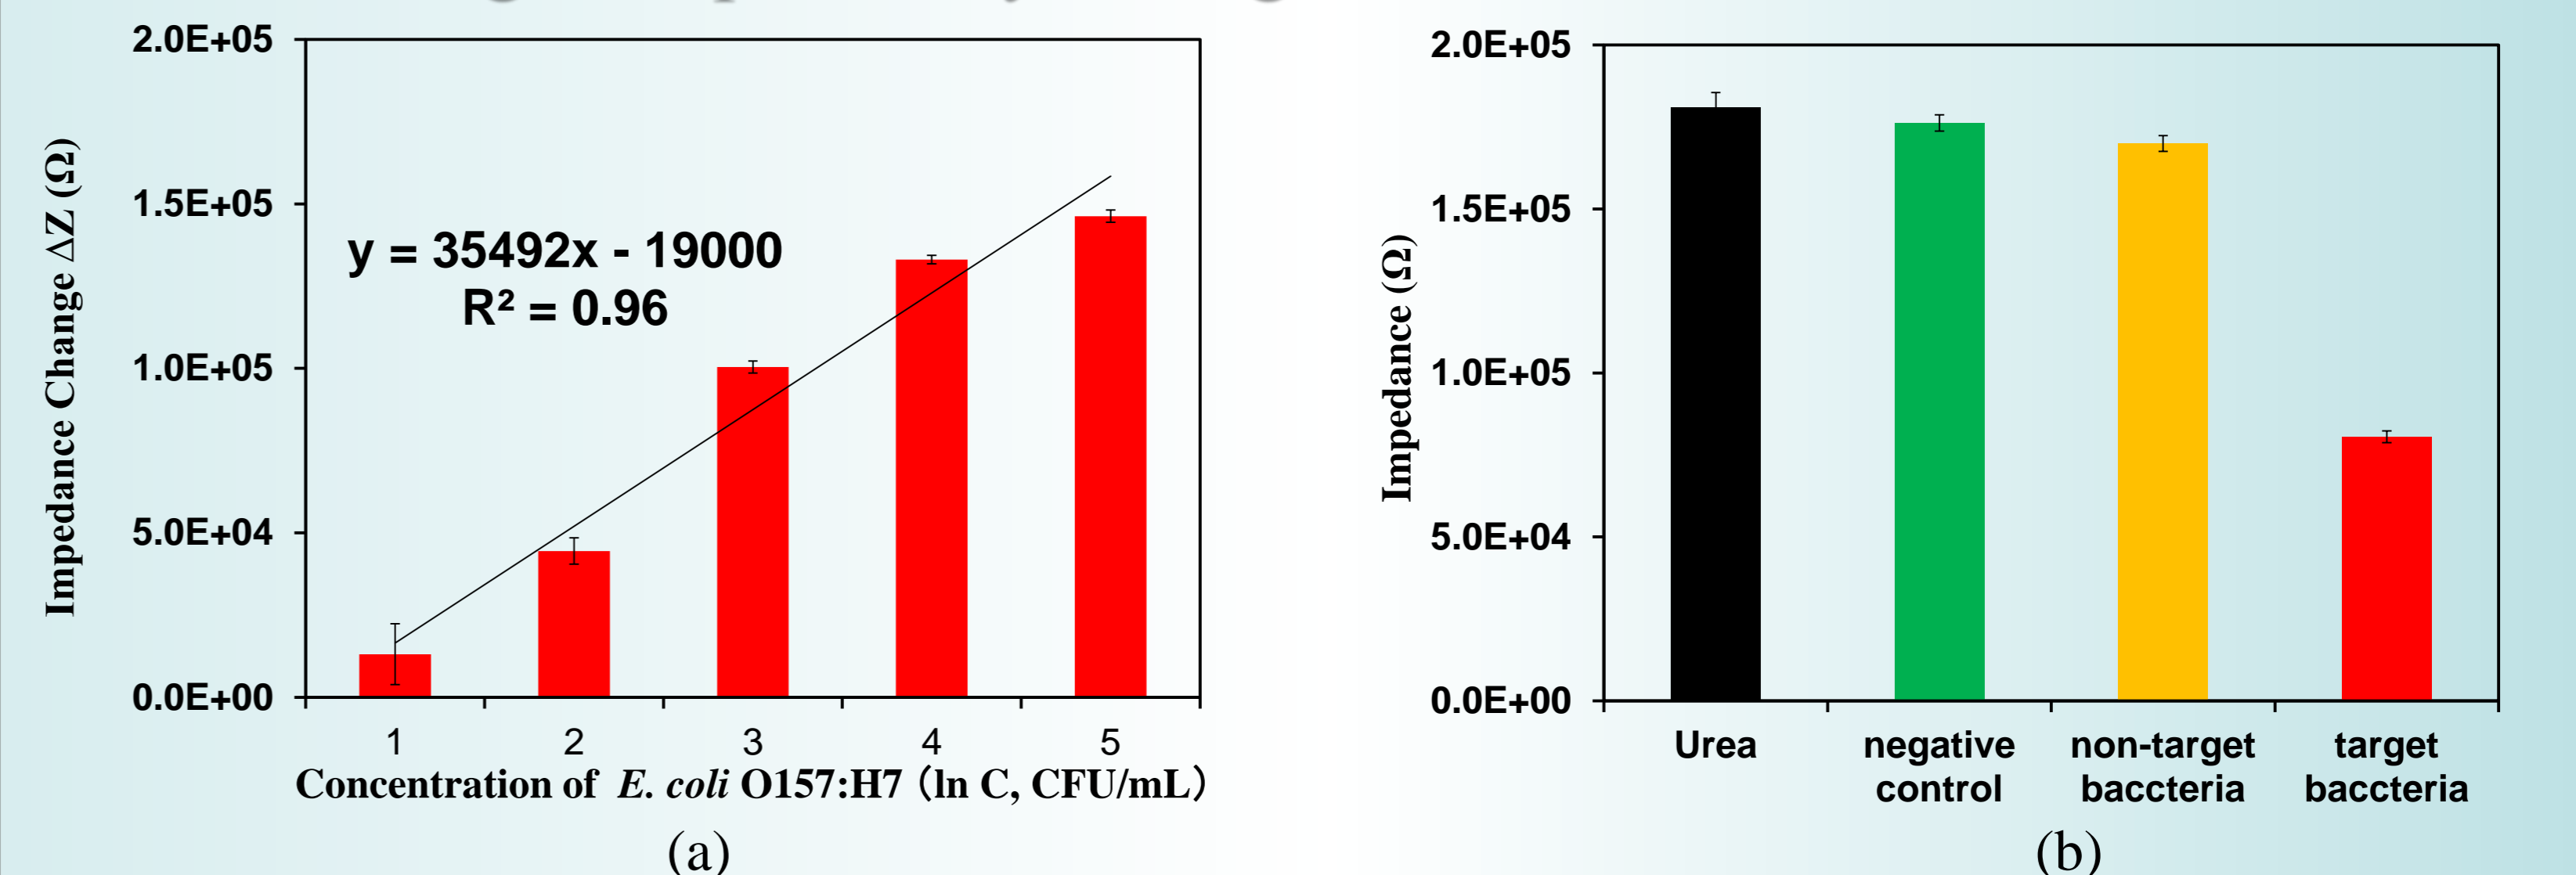 2.0E+05
1.5E+05
1.0E+05
5.0E+04
0.0E+00
Impedance Change ΔZ (Ω)
y = 35492x - 19000
R² = 0.96
1 2 3 4 5
Concentration of E. coli O157:H7（ln C, CFU/mL）
(a)
2.0E+05
1.5E+05
1.0E+05
5.0E+04
0.0E+00
Impedance (Ω)
Urea
negative
control
non-target
baccteria
target
baccteria
(b)